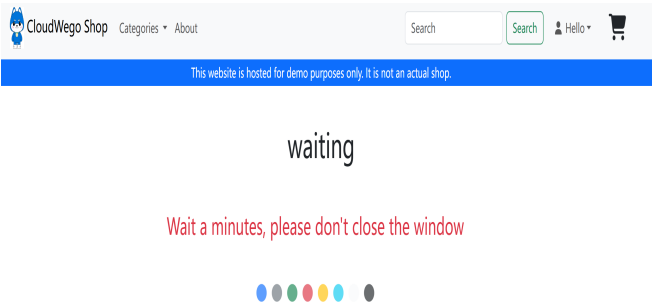 CloudWego Shop Categories About Search Search Hello
This website is hosted for demo purposes only. It is not an actual shop.
waiting
Wait a minutes, please don't close the window